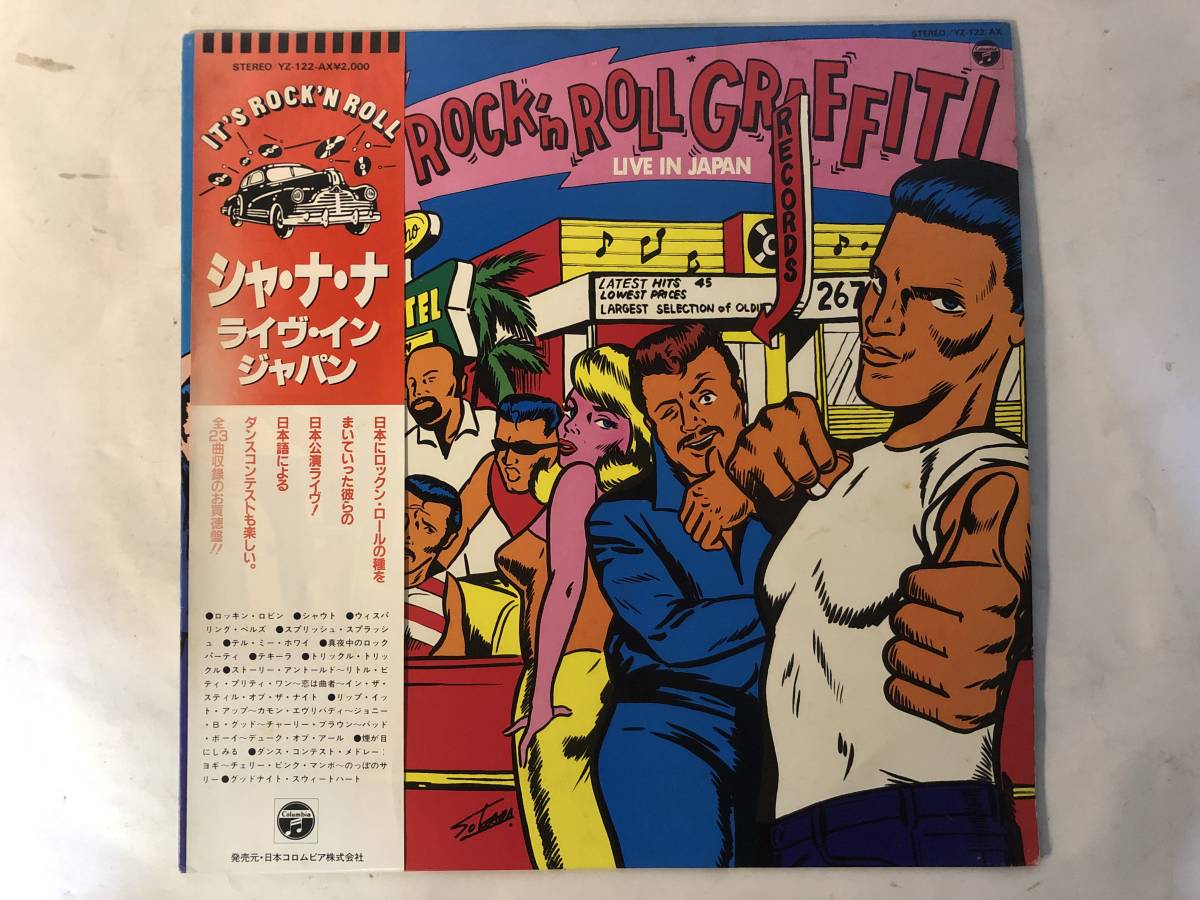 STEREO/YZ-122-AX¥2,000
IT'S ROCK'N ROLL
シャ・ナ・ナ
ライヴ・イン
ジャパン
日本にロックン・ロールの種を
まいていった彼らの
日本公演ライヴ!
日本語による
ダンスコンテストも楽しい。
全23曲収録のお買徳盤!!
●ロッキン・ロビン ●シャウト ●ウィスパ
リング・ベルズ ●スプリッシュ・スプラッシ
ュ ●テル・ミー・ホワイ ●真夜中のロック
パーティ ●テキーラ ●トリックル・トリッ
クル●ストーリー・アントールド〜リトル・ビ
ティ・プリティ・ワン〜恋は曲者〜イン・ザ・
スティル・オブ・ザ・ナイト ●リップ・イッ
ト・アップ〜カモン・エヴリバディ〜ジョニー
・B・グッド〜チャーリー・ブラウン〜バッド
・ボーイ〜デューク・オブ・アール ●煙が目
にしみる ●ダンス・コンテスト・メドレー:
ヨギ〜チェリー・ピンク・マンボ〜のっぽのサ
リー●グッドナイト・スウィートハート
Columbia
発売元・日本コロムビア株式会社
STEREO/YZ-122-AX
Columbia
ROCK'n ROLL GRAFFITI
LIVE IN JAPAN
RECORDS
TEL
LATEST HITS 45
LOWEST PRICES
LARGEST SELECTION of OLDI
267